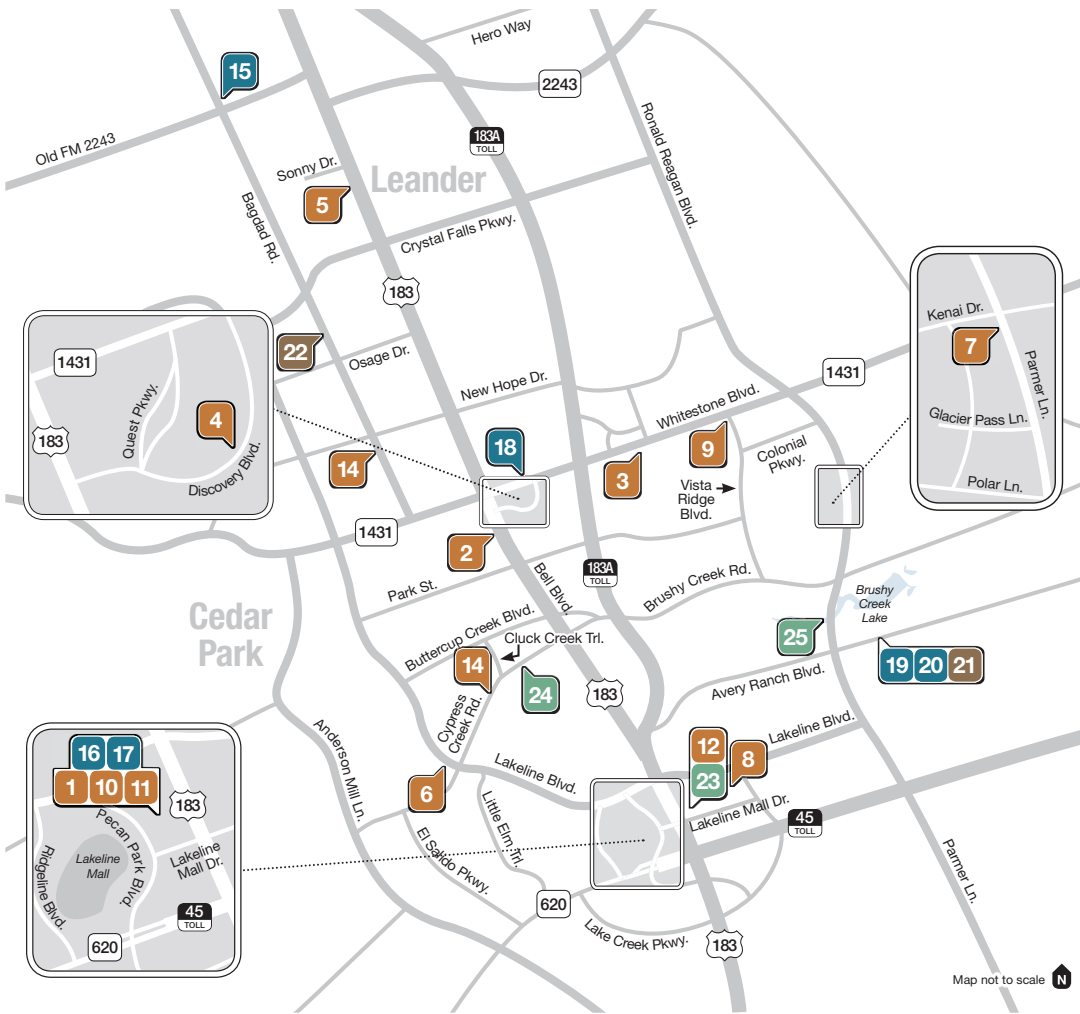 Hero Way
15
2243
183A
TOLL
Old FM 2243
Ronald Reagan Blvd.
Sonny Dr.
Leander
5
Bagdad Rd.
Crystal Falls Pkwy.
183
Kenai Dr.
7
Parmer Ln.
Glacier Pass Ln.
Polar Ln.
22
Osage Dr.
1431
183
Quest Pkwy.
4
Discovery Blvd.
New Hope Dr.
1431
Whitestone Blvd.
18
9
Colonial
Pkwy.
14
3
Vista
Ridge
Blvd.
1431
2
183A
TOLL
Park St.
Bell Blvd.
Brushy Creek Rd.
Brushy
Creek
Lake
Cedar
Park
Buttercup Creek Blvd.
Cluck Creek Trl.
25
14
24
19 20 21
183
Avery Ranch Blvd.
Cypress
Creek Rd.
Anderson Mill Ln.
Lakeline Blvd.
12
23
8
Lakeline Blvd.
16 17
1 10 11
183
Pecan Park Blvd.
Lakeline
Mall
Lakeline
Mall Dr.
Ridgeline Blvd.
45
TOLL
620
6
Little Elm Trl.
Lakeline Mall Dr.
45
TOLL
El Salido Pkwy.
Parmer Ln.
620
Lake Creek Pkwy.
183
Map not to scale N